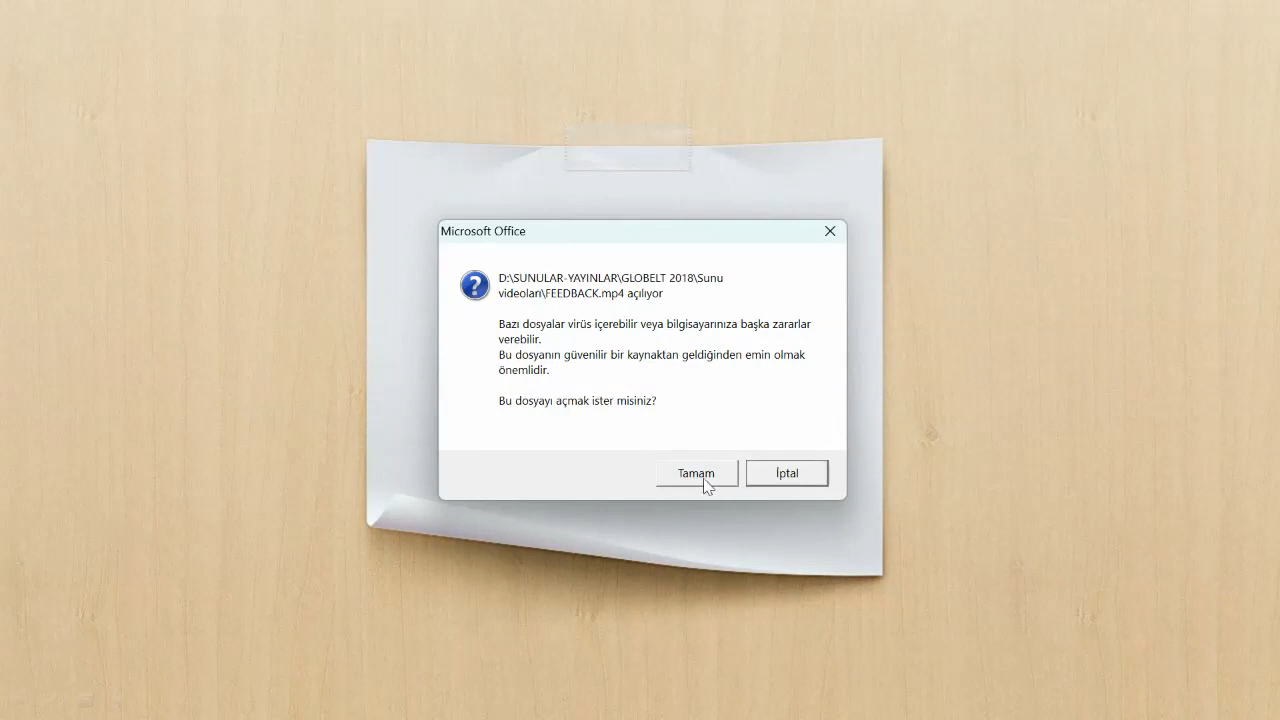 Microsoft Office
D:\SUNULAR-YAYINLAR\GLOBELT 2018\Sunu
videoları\FEEDBACK.mp4 açılıyor
Bazı dosyalar virüs içerebilir veya bilgisayarınıza başka zararlar
verebilir.
Bu dosyanın güvenilir bir kaynaktan geldiğinden emin olmak
önemlidir.
Bu dosyayı açmak ister misiniz?
Tamam
İptal